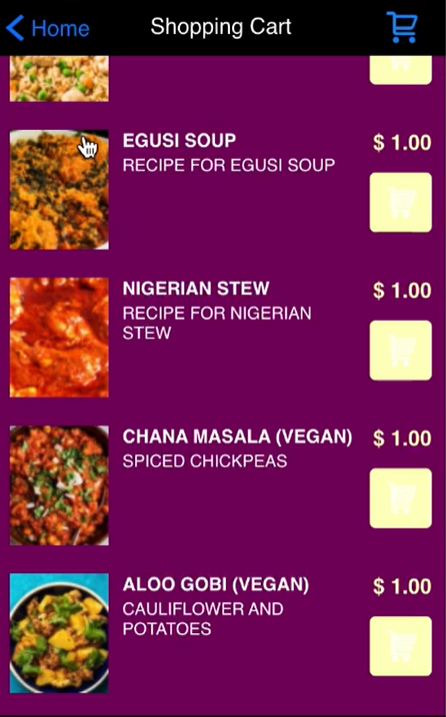 Home
Shopping Cart
EGUSI SOUP
$ 1.00
RECIPE FOR EGUSI SOUP
NIGERIAN STEW
$ 1.00
RECIPE FOR NIGERIAN
STEW
CHANA MASALA (VEGAN)
$ 1.00
SPICED CHICKPEAS
ALOO GOBI (VEGAN)
$ 1.00
CAULIFLOWER AND
POTATOES